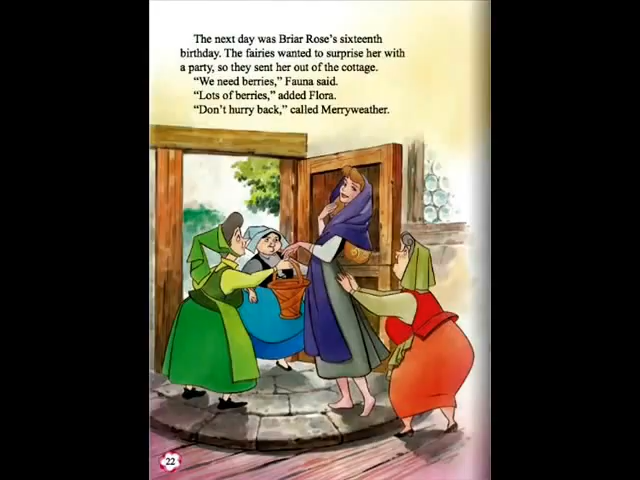 The next day was Briar Rose's sixteenth
birthday. The fairies wanted to surprise her with
a party, so they sent her out of the cottage.
"We need berries," Fauna said.
"Lots of berries," added Flora.
"Don't hurry back," called Merryweather.
22